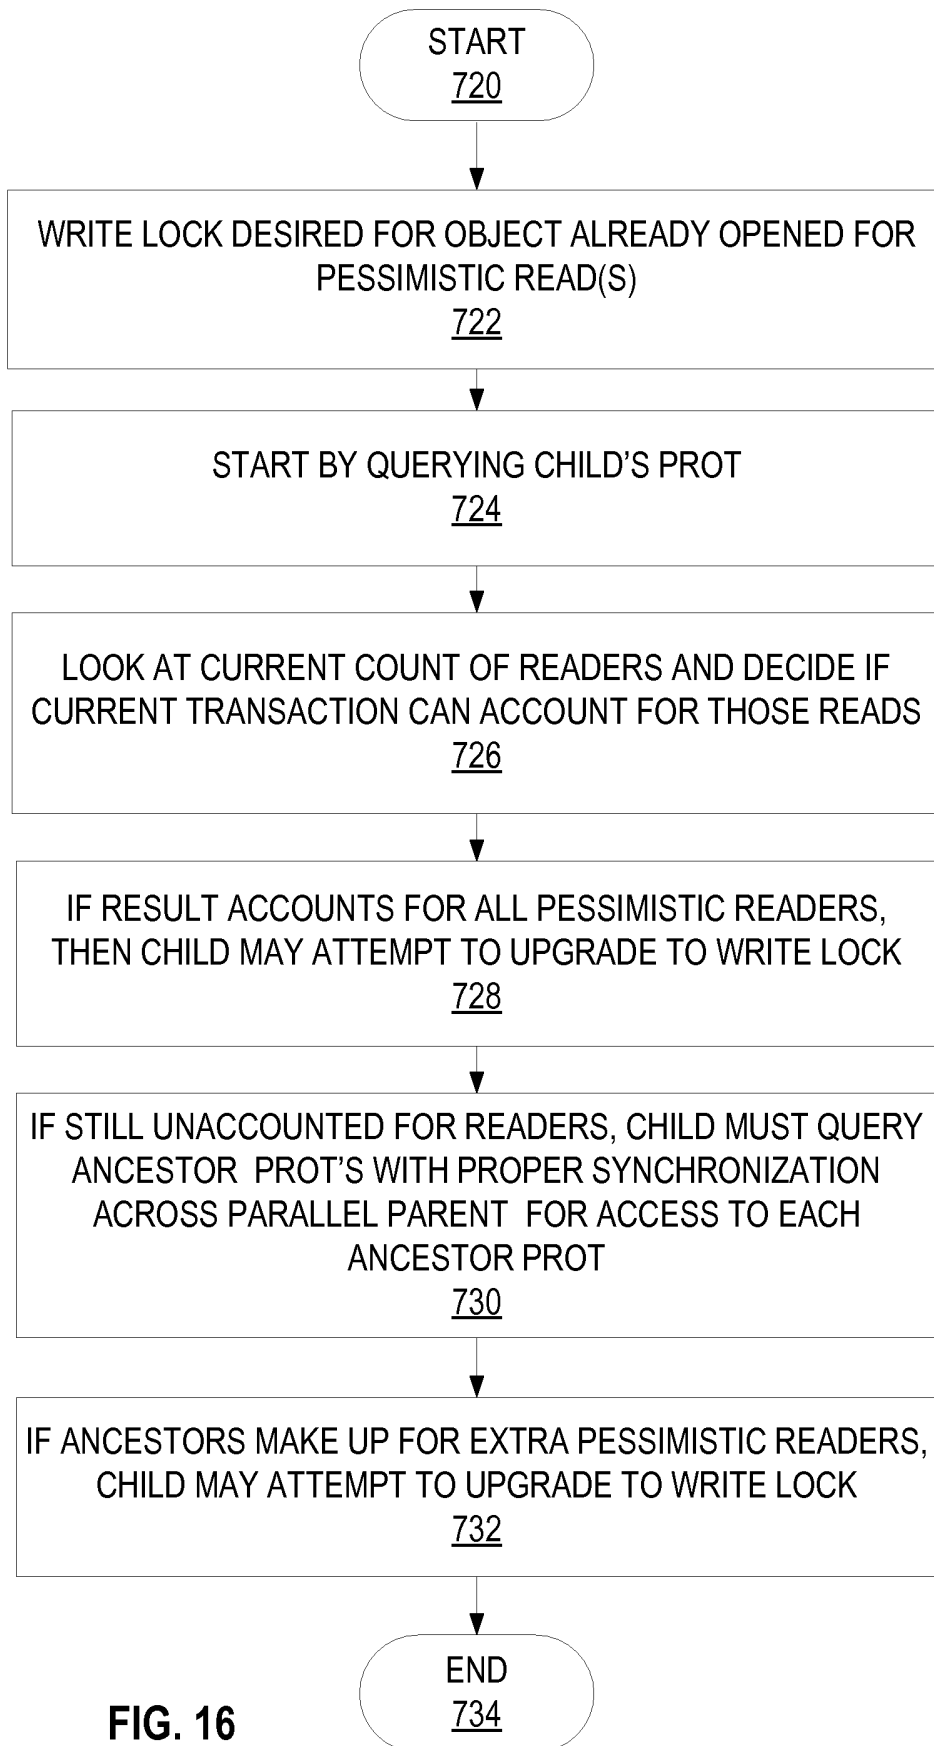 START
720
WRITE LOCK DESIRED FOR OBJECT ALREADY OPENED FOR
PESSIMISTIC READ(S)
722
START BY QUERYING CHILD'S PROT
724
LOOK AT CURRENT COUNT OF READERS AND DECIDE IF
CURRENT TRANSACTION CAN ACCOUNT FOR THOSE READS
726
IF RESULT ACCOUNTS FOR ALL PESSIMISTIC READERS,
THEN CHILD MAY ATTEMPT TO UPGRADE TO WRITE LOCK
728
IF STILL UNACCOUNTED FOR READERS, CHILD MUST QUERY
ANCESTOR PROT'S WITH PROPER SYNCHRONIZATION
ACROSS PARALLEL PARENT FOR ACCESS TO EACH
ANCESTOR PROT
730
IF ANCESTORS MAKE UP FOR EXTRA PESSIMISTIC READERS,
CHILD MAY ATTEMPT TO UPGRADE TO WRITE LOCK
732
END
734
FIG. 16